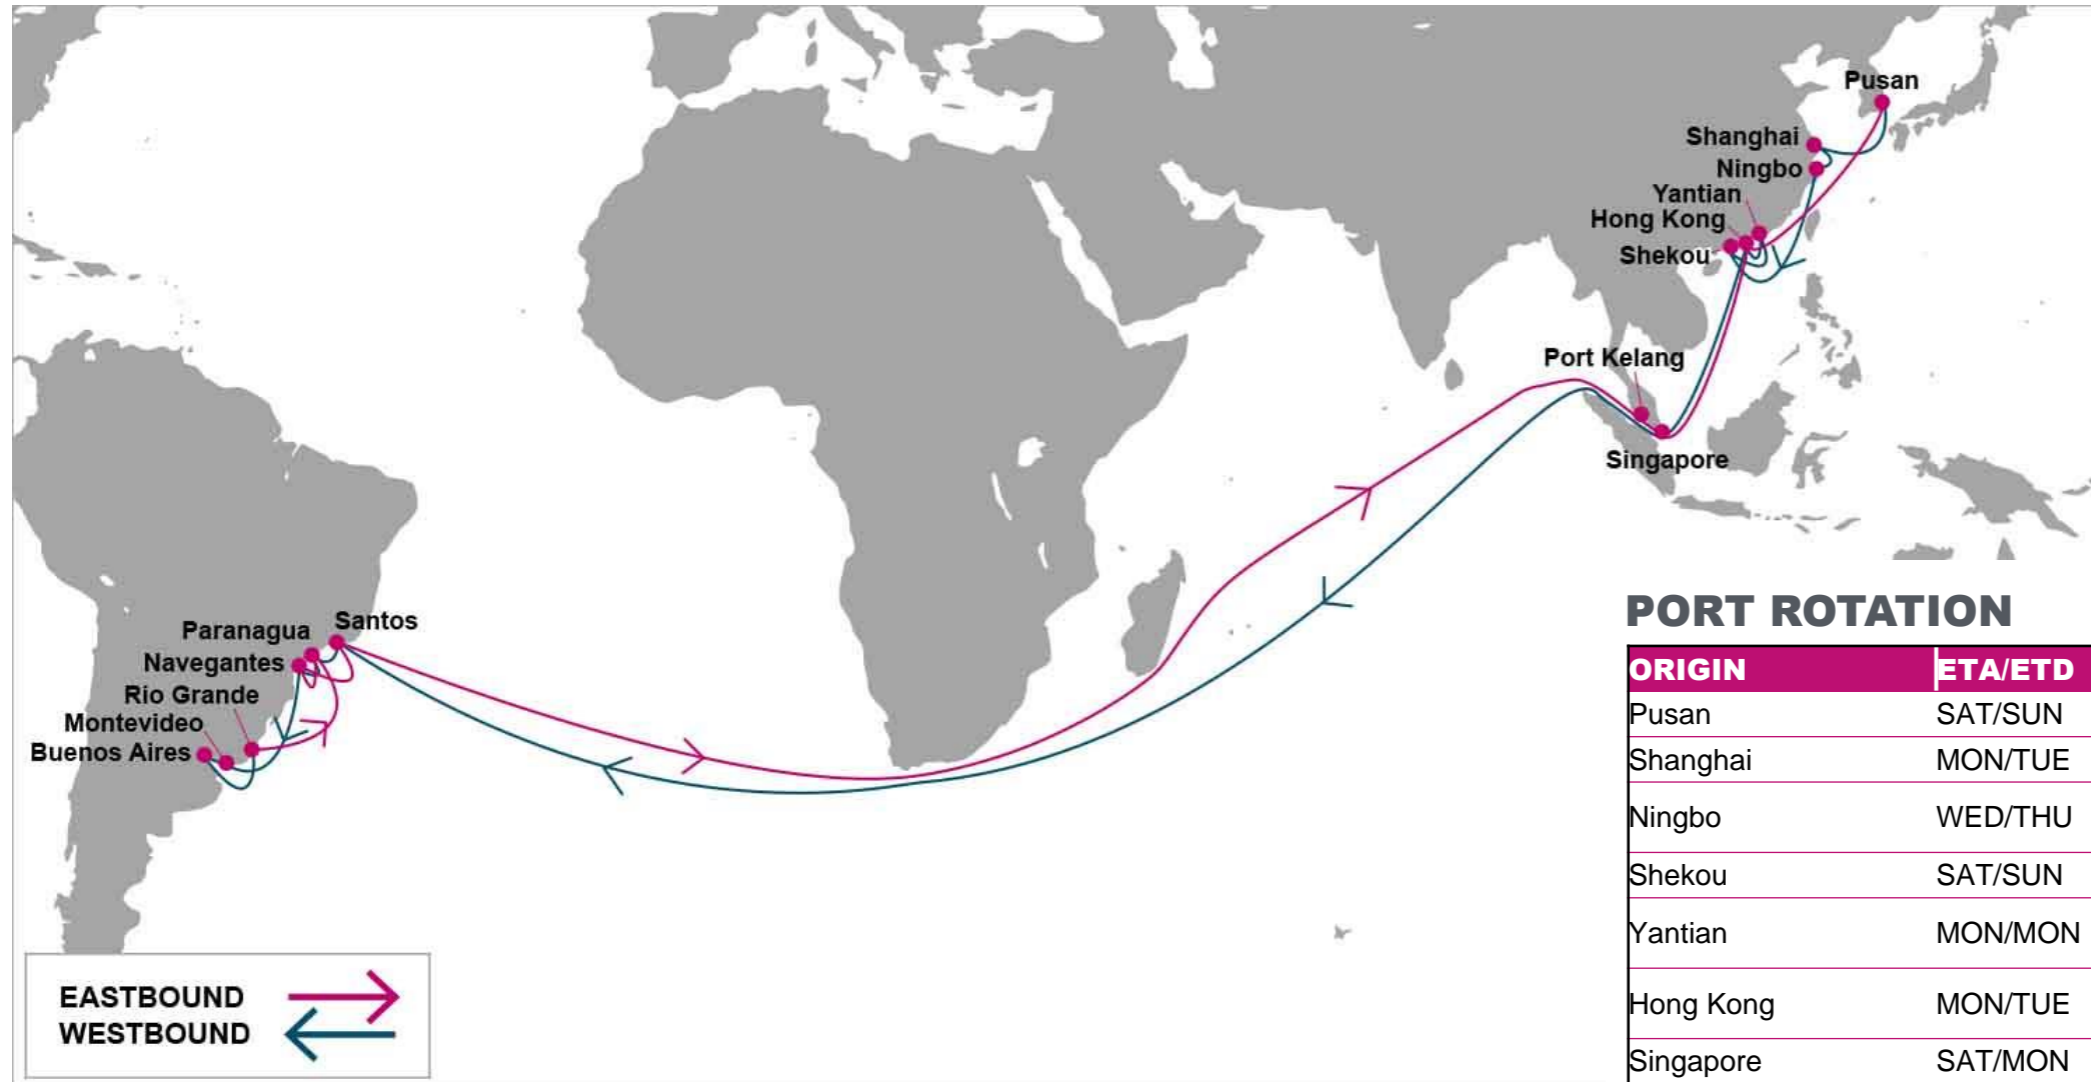 Pusan
Shanghai
Ningbo
Yantian
Hong Kong
Shekou
Port Kelang
Singapore
Santos
Paranagua
Navegantes
Rio Grande
Montevideo
Buenos Aires
EASTBOUND
WESTBOUND
PORT ROTATION
ORIGIN ETA/ETD
Pusan SAT/SUN
Shanghai MON/TUE
Ningbo WED/THU
Shekou SAT/SUN
Yantian MON/MON
Hong Kong MON/TUE
Singapore SAT/MON